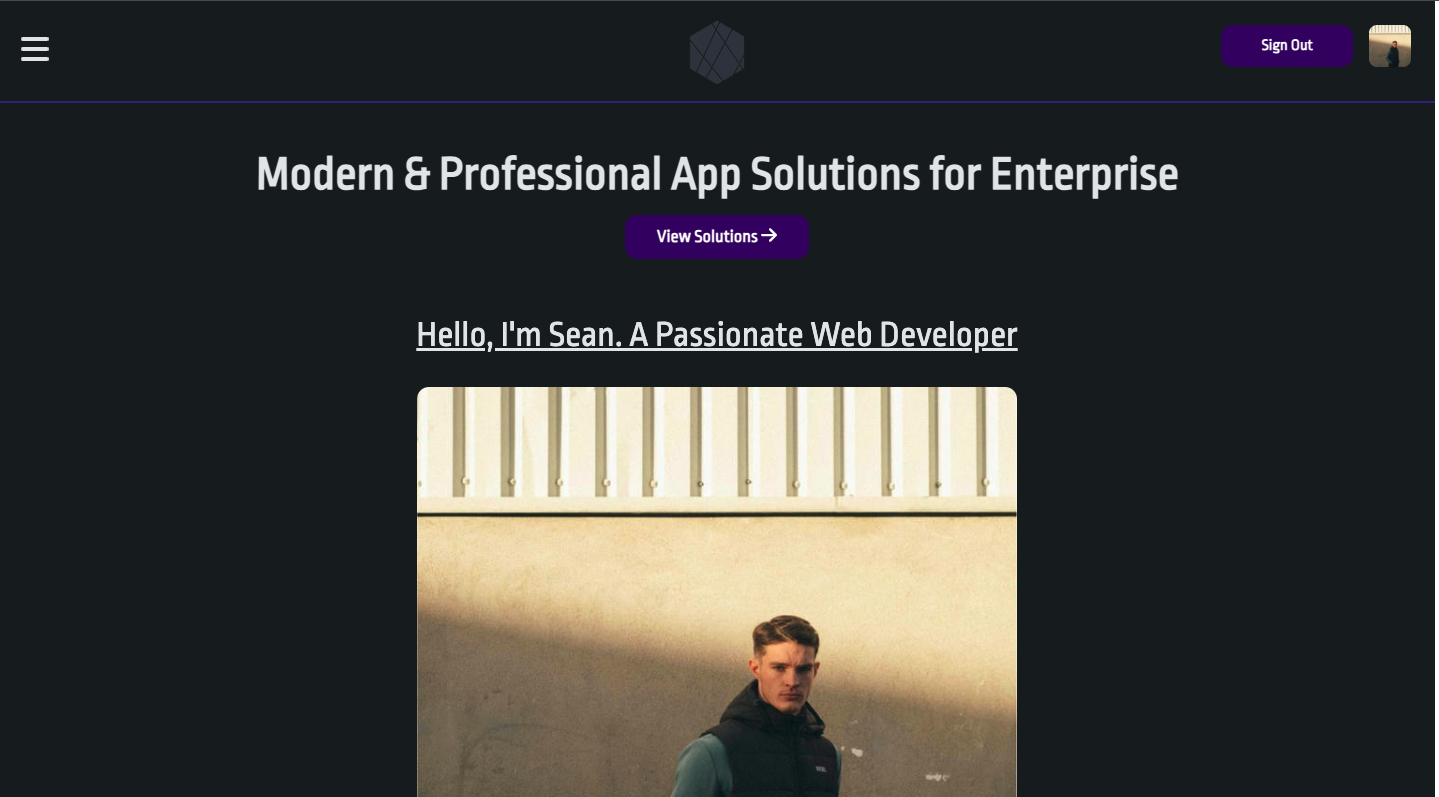 Sign Out
Modern & Professional App Solutions for Enterprise
View Solutions →
Hello, I'm Sean. A Passionate Web Developer